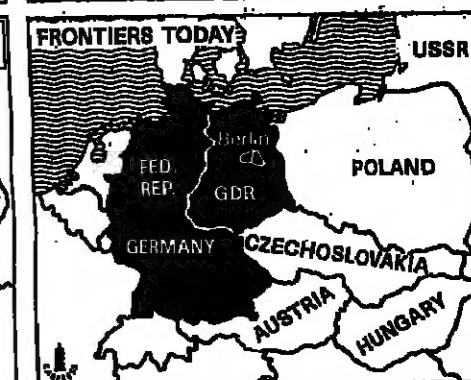 FRONTIERS TODAY
USSR
Berlin
FED.
REP.
GDR
POLAND
GERMANY
CZECHOSLOVAKIA
AUSTRIA
HUNGARY